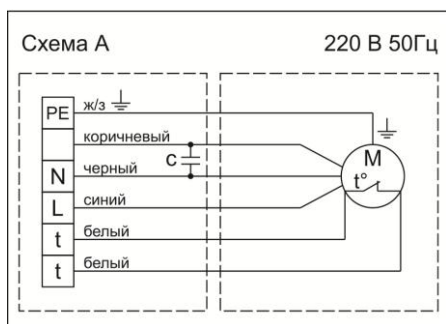 Схема А 220 В 50Гц
PE ж/з
коричневый
N черный C
L синий
t белый
t белый
M
t°